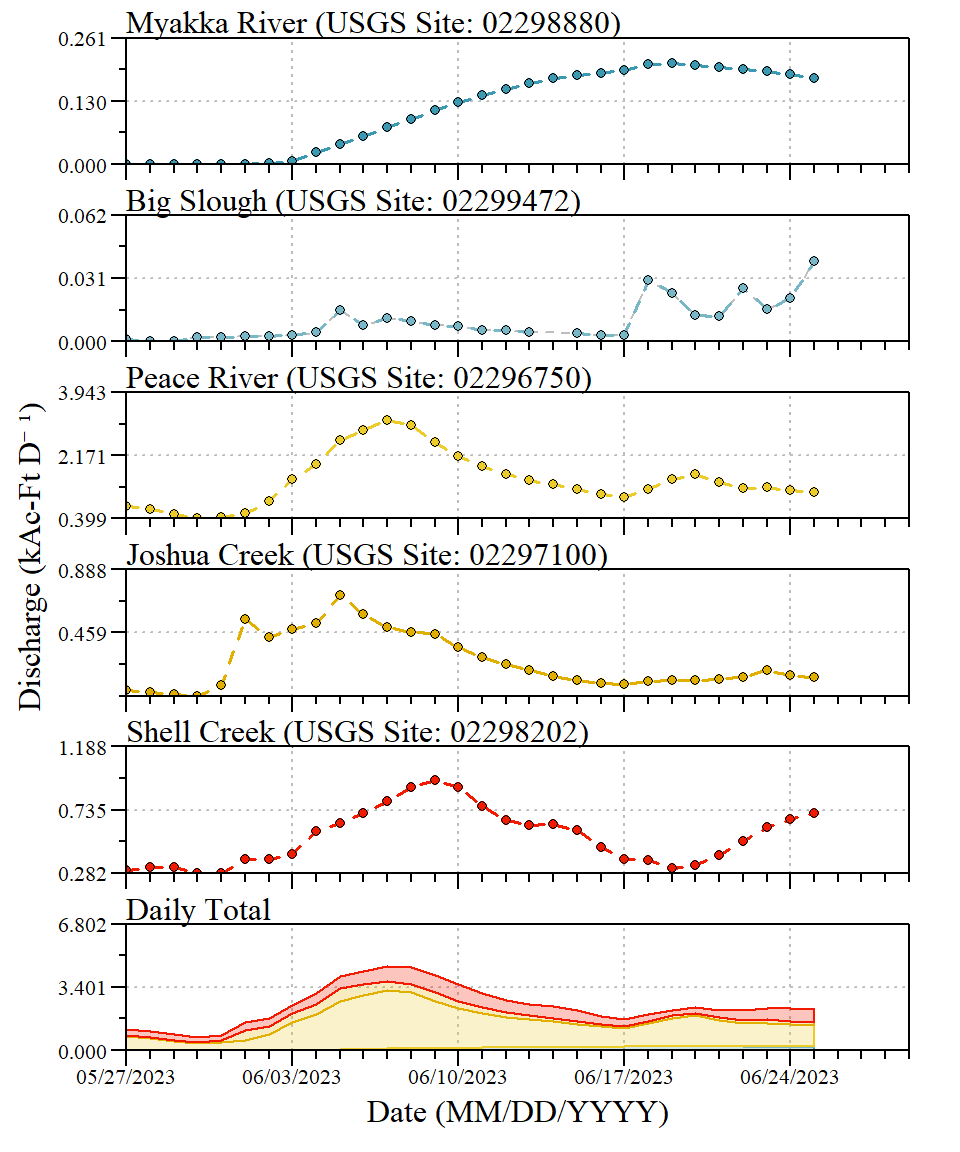 Myakka River (USGS Site: 02298880)
0.261
0.130
0.000
Big Slough (USGS Site: 02299472)
0.062
0.031
0.000
Peace River (USGS Site: 02296750)
3.943
2.171
0.399
Joshua Creek (USGS Site: 02297100)
0.888
0.459
Shell Creek (USGS Site: 02298202)
1.188
0.735
0.282
Daily Total
6.802
3.401
0.000
05/27/2023 06/03/2023 06/10/2023 06/17/2023 06/24/2023
Date (MM/DD/YYYY)
Discharge (kAc-Ft D⁻¹)